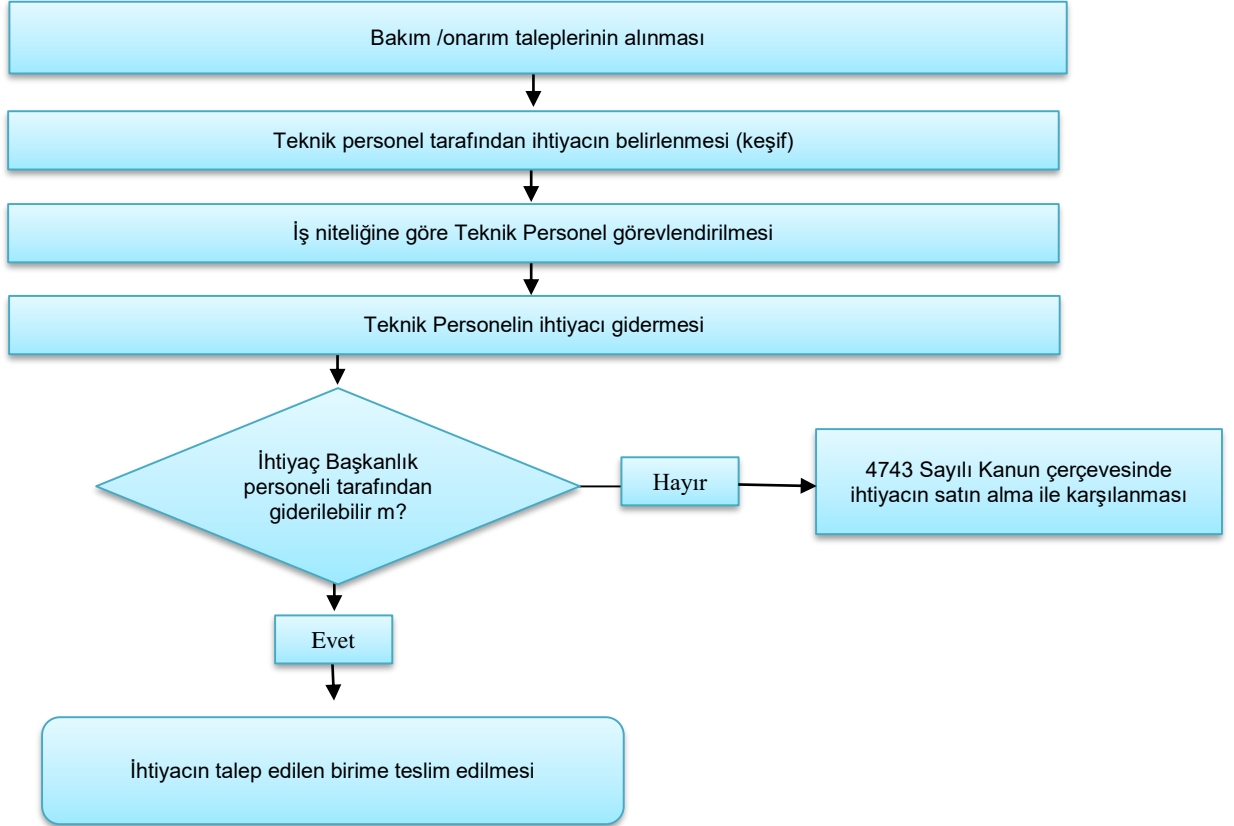 Bakım /onarım taleplerinin alınması
Teknik personel tarafından ihtiyacın belirlenmesi (keşif)
İş niteliğine göre Teknik Personel görevlendirilmesi
Teknik Personelin ihtiyacı gidermesi
İhtiyaç Başkanlık
personeli tarafından
giderilebilir m?
Hayır
4743 Sayılı Kanun çerçevesinde
ihtiyacın satın alma ile karşılanması
Evet
İhtiyacın talep edilen birime teslim edilmesi